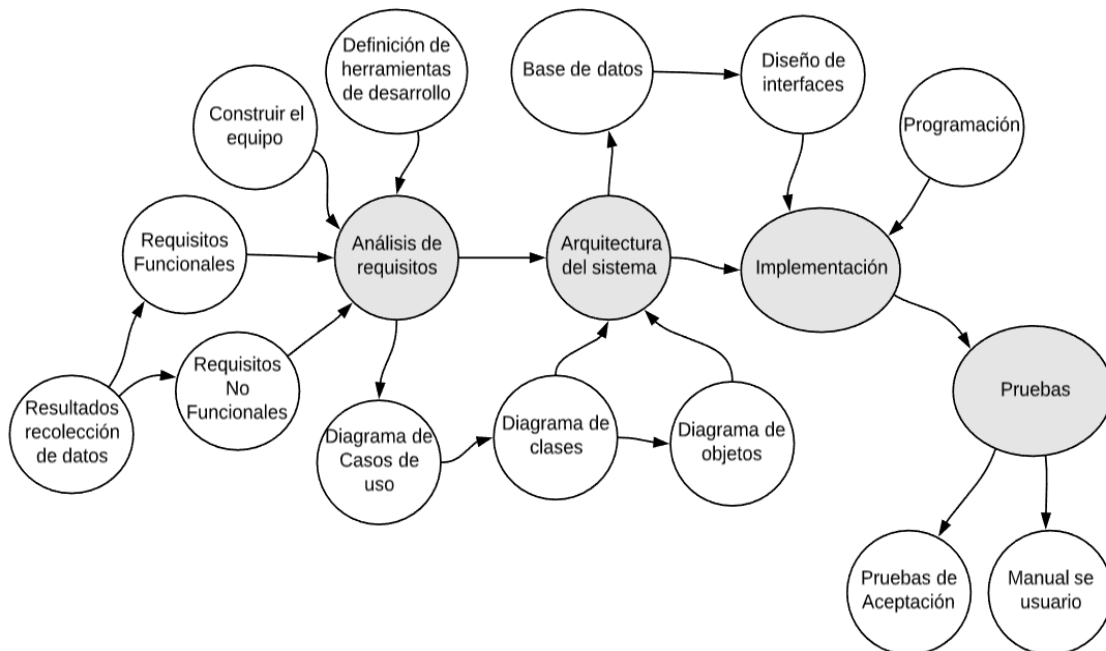 Definición de
herramientas
de desarrollo
Base de datos
Diseño de
interfaces
Construir el
equipo
Programación
Requisitos
Funcionales
Análisis de
requisitos
Arquitectura
del sistema
Implementación
Requisitos
No
Funcionales
Pruebas
Resultados
recolección
de datos
Diagrama de
Casos de
uso
Diagrama de
clases
Diagrama de
objetos
Pruebas de
Aceptación
Manual se
usuario